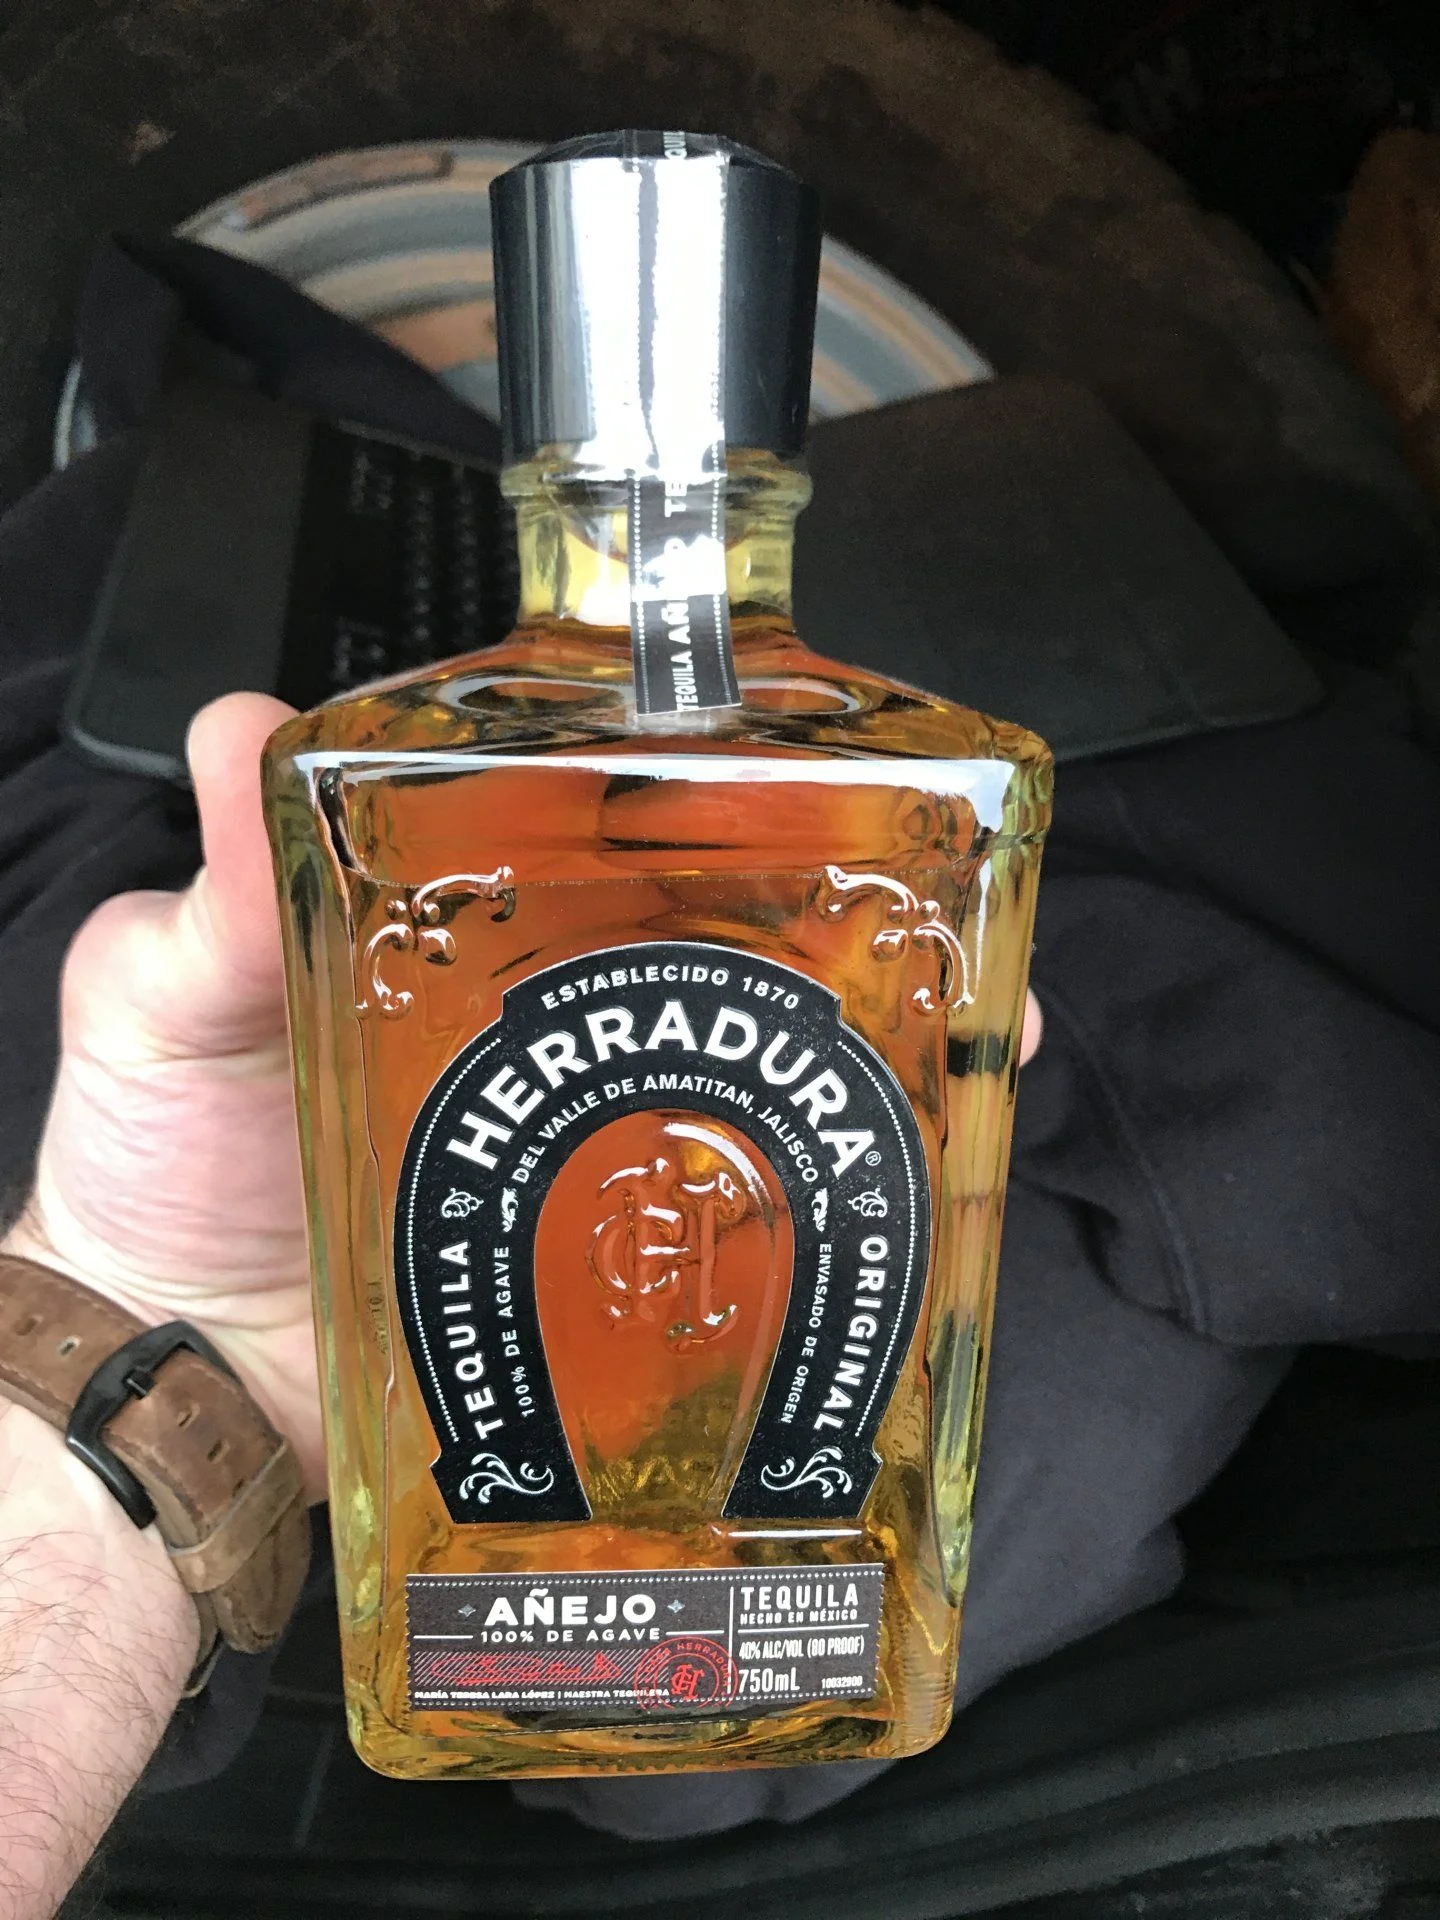 TEQUILA AÑ
TE
ESTABLECIDO 1870
HERRADURA®
DEL VALLE DE AMATITAN, JALISCO
TEQUILA
100% DE AGAVE
ENVASADO DE ORIGEN
ORIGINAL
AÑEJO
100% DE AGAVE
MARÍA TERESA LARA LÓPEZ | MAESTRA TEQUILERA
HERRADURA
TEQUILA
HECHO EN MÉXICO
40% ALC/VOL (80 PROOF)
750mL
10032900